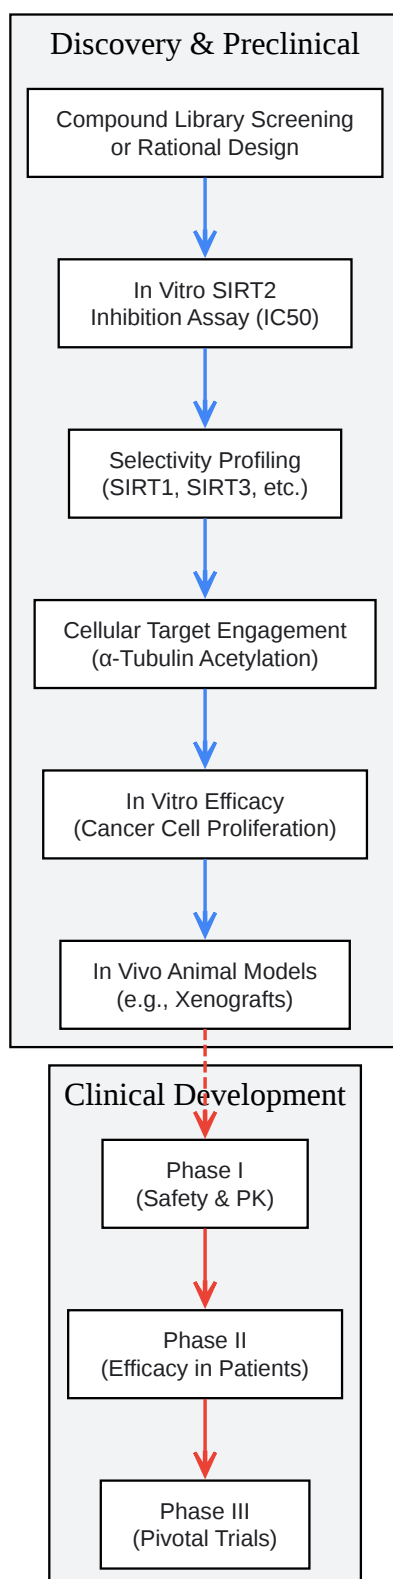 Discovery & Preclinical
Compound Library Screening
or Rational Design
In Vitro SIRT2
Inhibition Assay (IC50)
Selectivity Profiling
(SIRT1, SIRT3, etc.)
Cellular Target Engagement
(α-Tubulin Acetylation)
In Vitro Efficacy
(Cancer Cell Proliferation)
In Vivo Animal Models
(e.g., Xenografts)
Clinical Development
Phase I
(Safety & PK)
Phase II
(Efficacy in Patients)
Phase III
(Pivotal Trials)